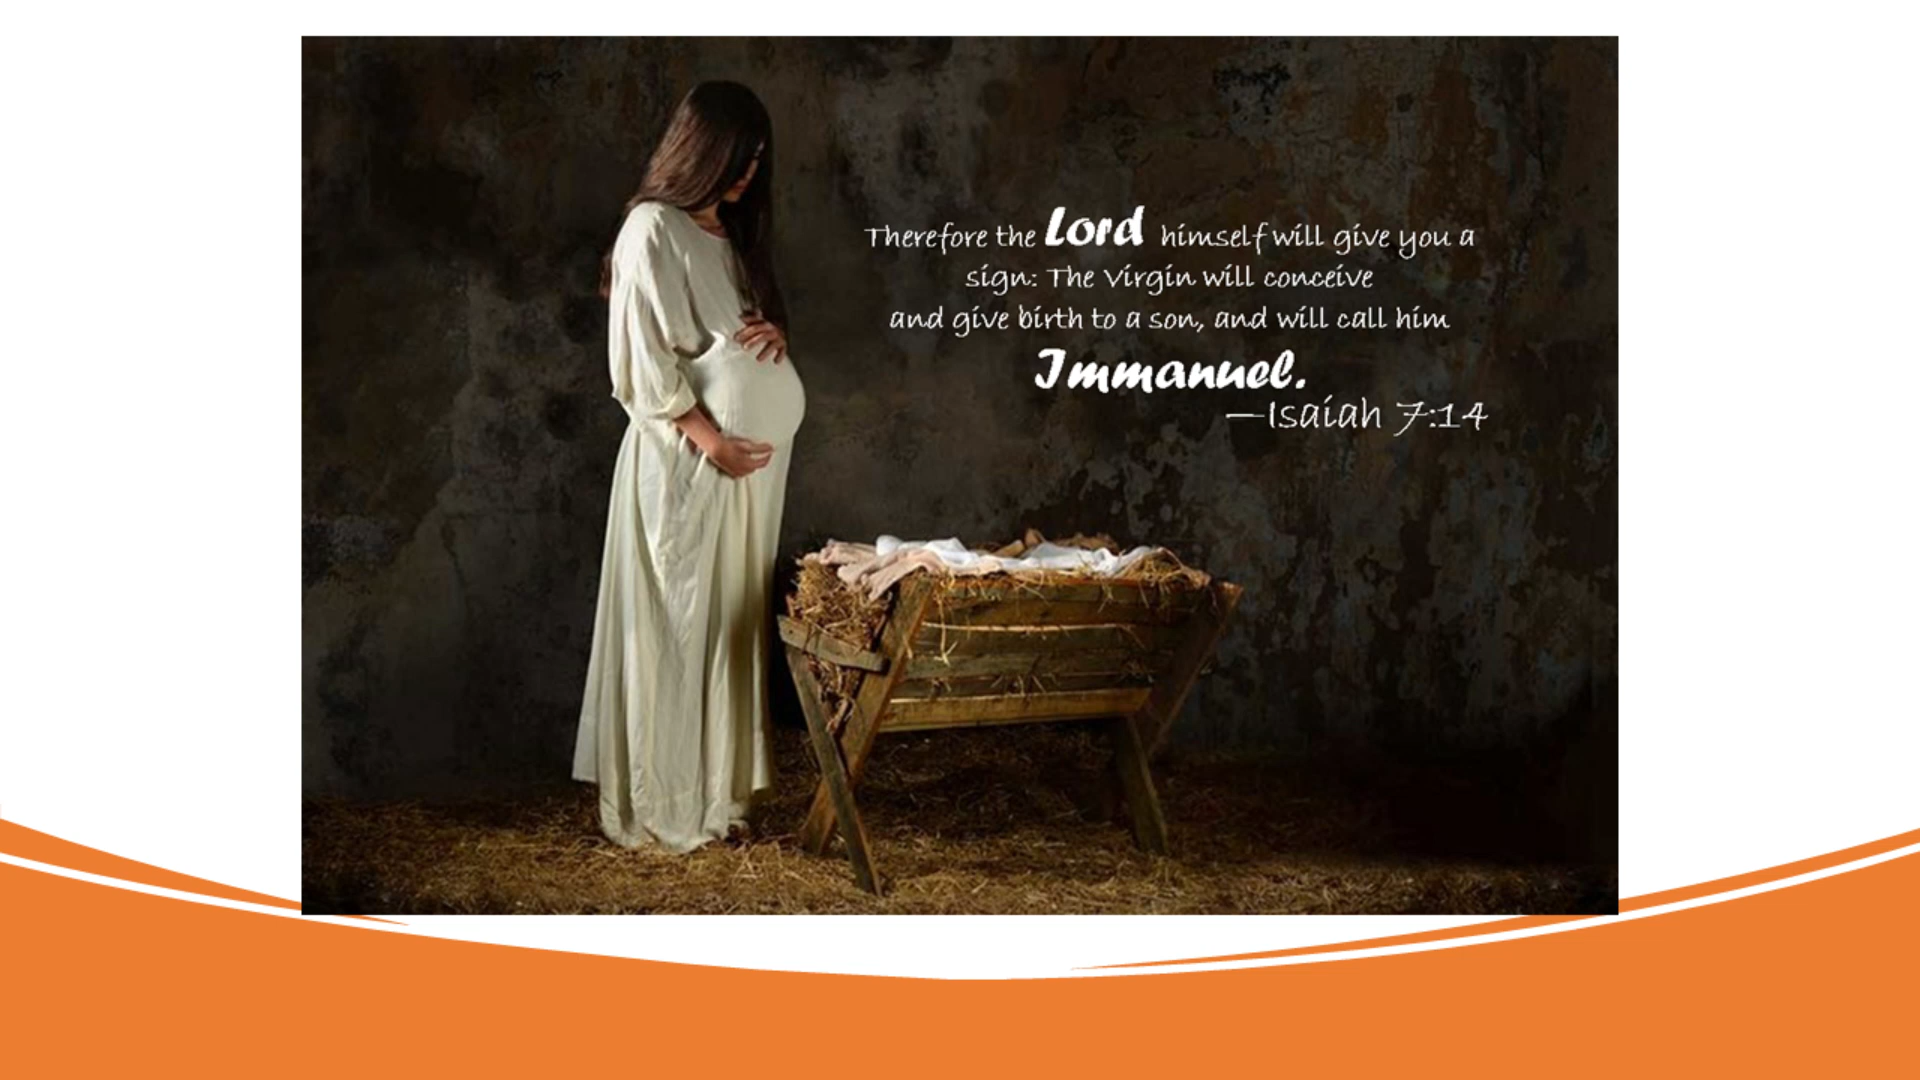 Therefore the Lord himself will give you a
sign: The Virgin will conceive
and give birth to a son, and will call him
Immanuel.
—Isaiah 7:14